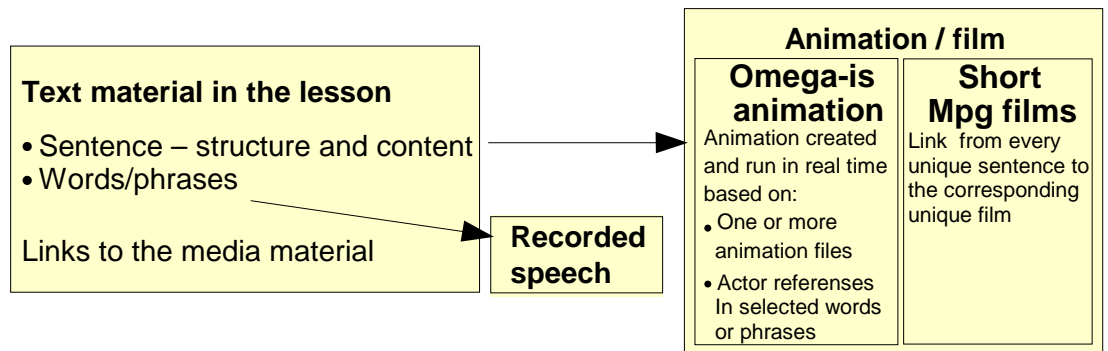 Text material in the lesson
• Sentence – structure and content
• Words/phrases
Links to the media material
Recorded
speech
Animation / film
Omega-is
animation
Animation created
and run in real time
based on:
• One or more
animation files
• Actor referenses
In selected words
or phrases
Short
Mpg films
Link from every
unique sentence to
the corresponding
unique film